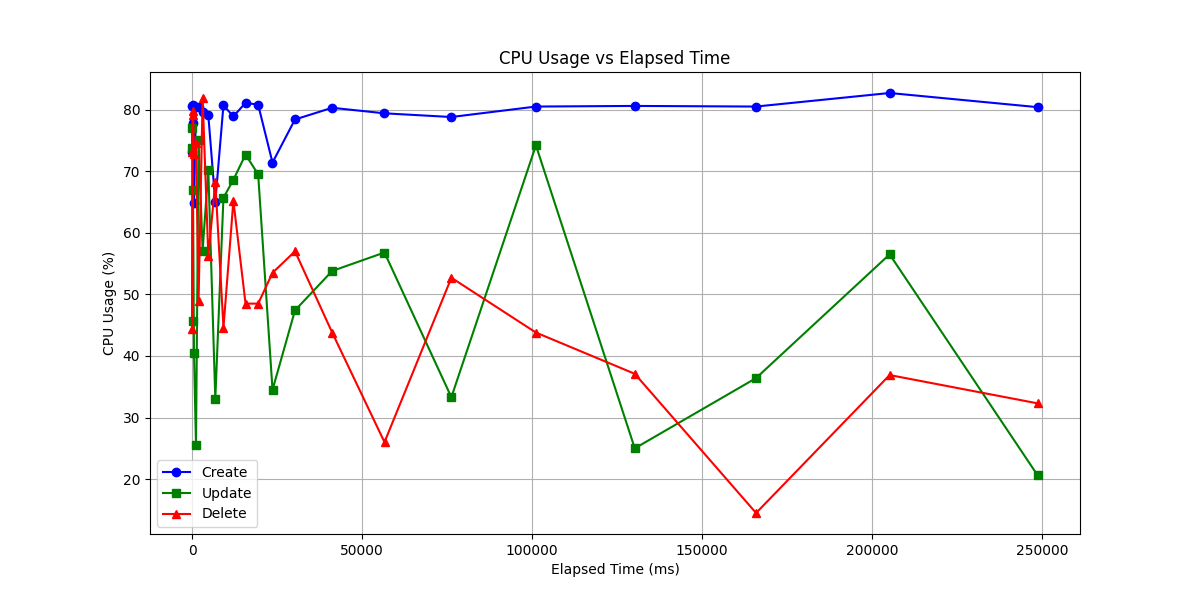 CPU Usage vs Elapsed Time
80
70
60
50
40
30
20
CPU Usage (%)
Create
Update
Delete
0 50000 100000 150000 200000 250000
Elapsed Time (ms)